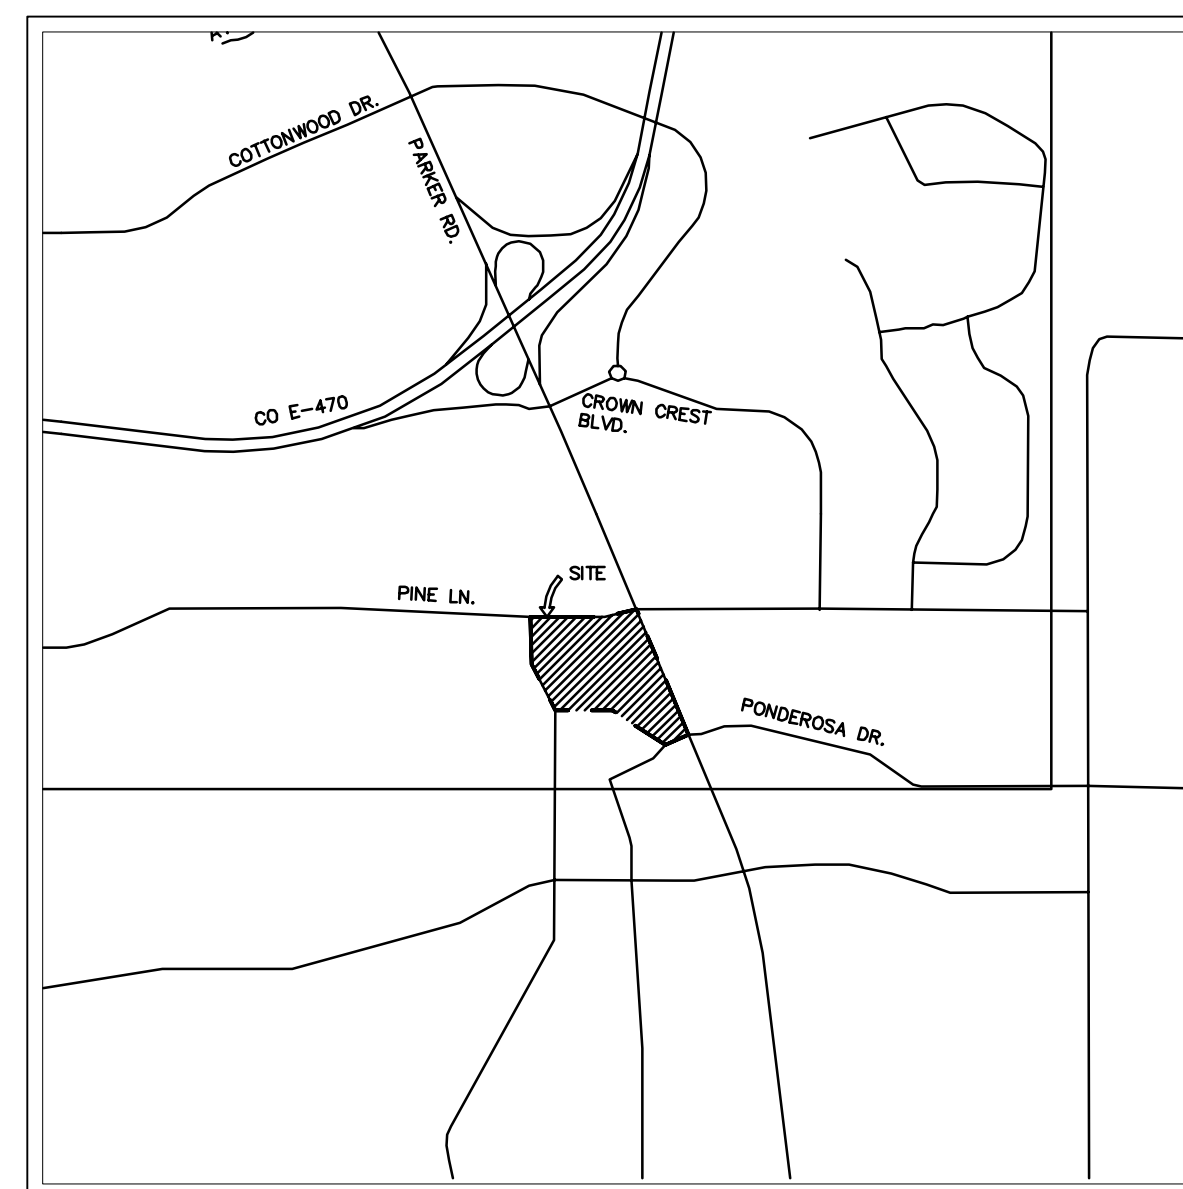 COTTONWOOD DR.
PARKER RD.
CO E-470
CROWN CREST
BLVD.
SITE
PINE LN.
PONDEROSA DR.